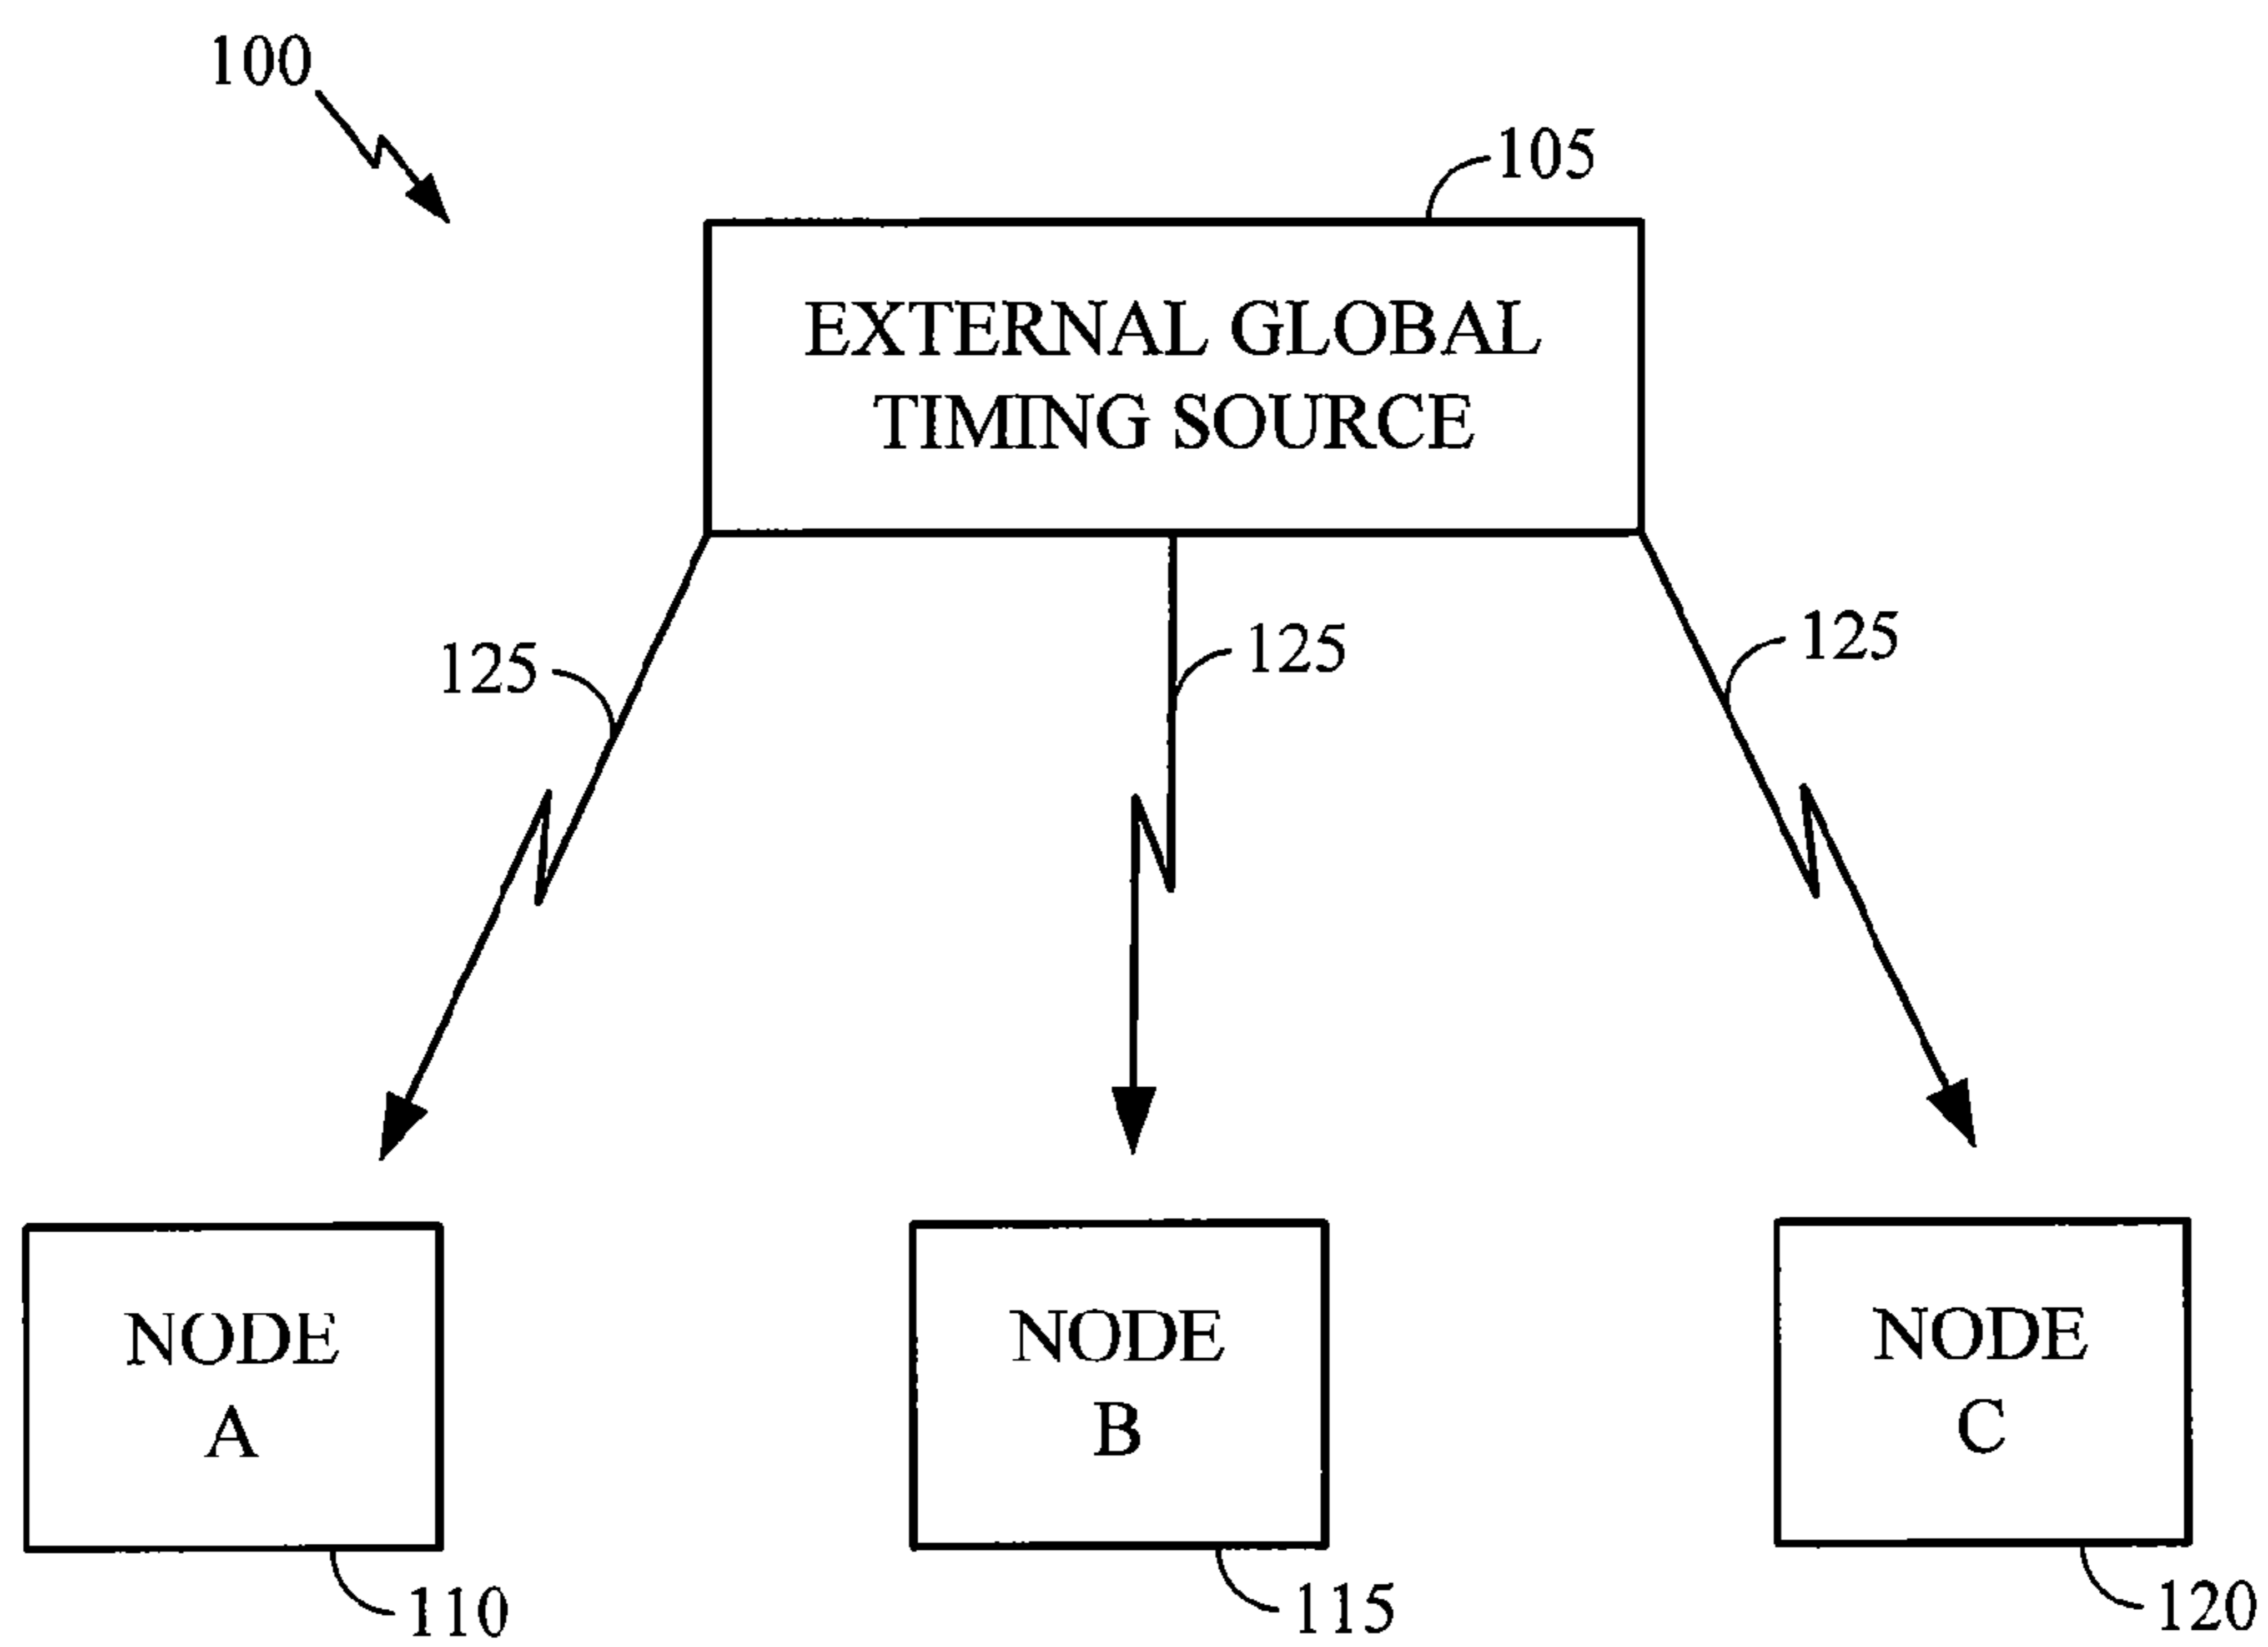 100
105
EXTERNAL GLOBAL
TIMING SOURCE
125
125
125
NODE
A
NODE
B
NODE
C
110
115
120